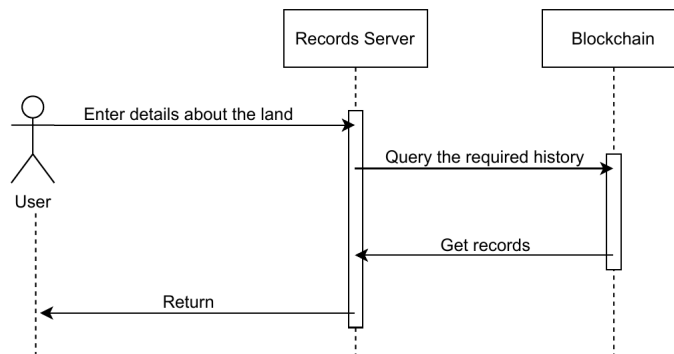 Records Server
Blockchain
Enter details about the land
Query the required history
User
Get records
Return